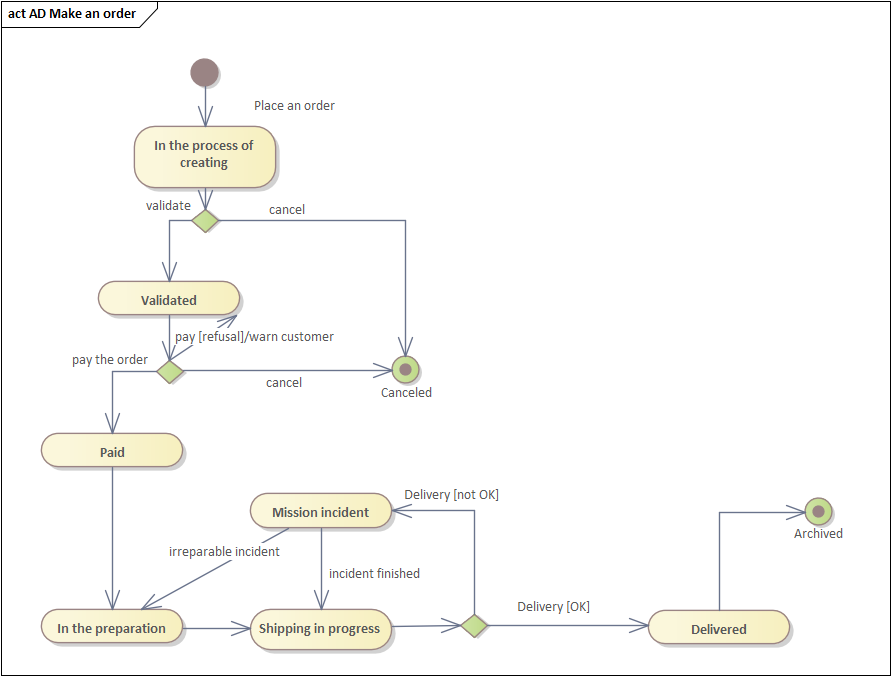 act AD Make an order
Place an order
In the process of
creating
validate
cancel
Validated
pay [refusal]/warn customer
pay the order
cancel
Canceled
Paid
Delivery [not OK]
Mission incident
Archived
irreparable incident
incident finished
Delivery [OK]
In the preparation
Shipping in progress
Delivered